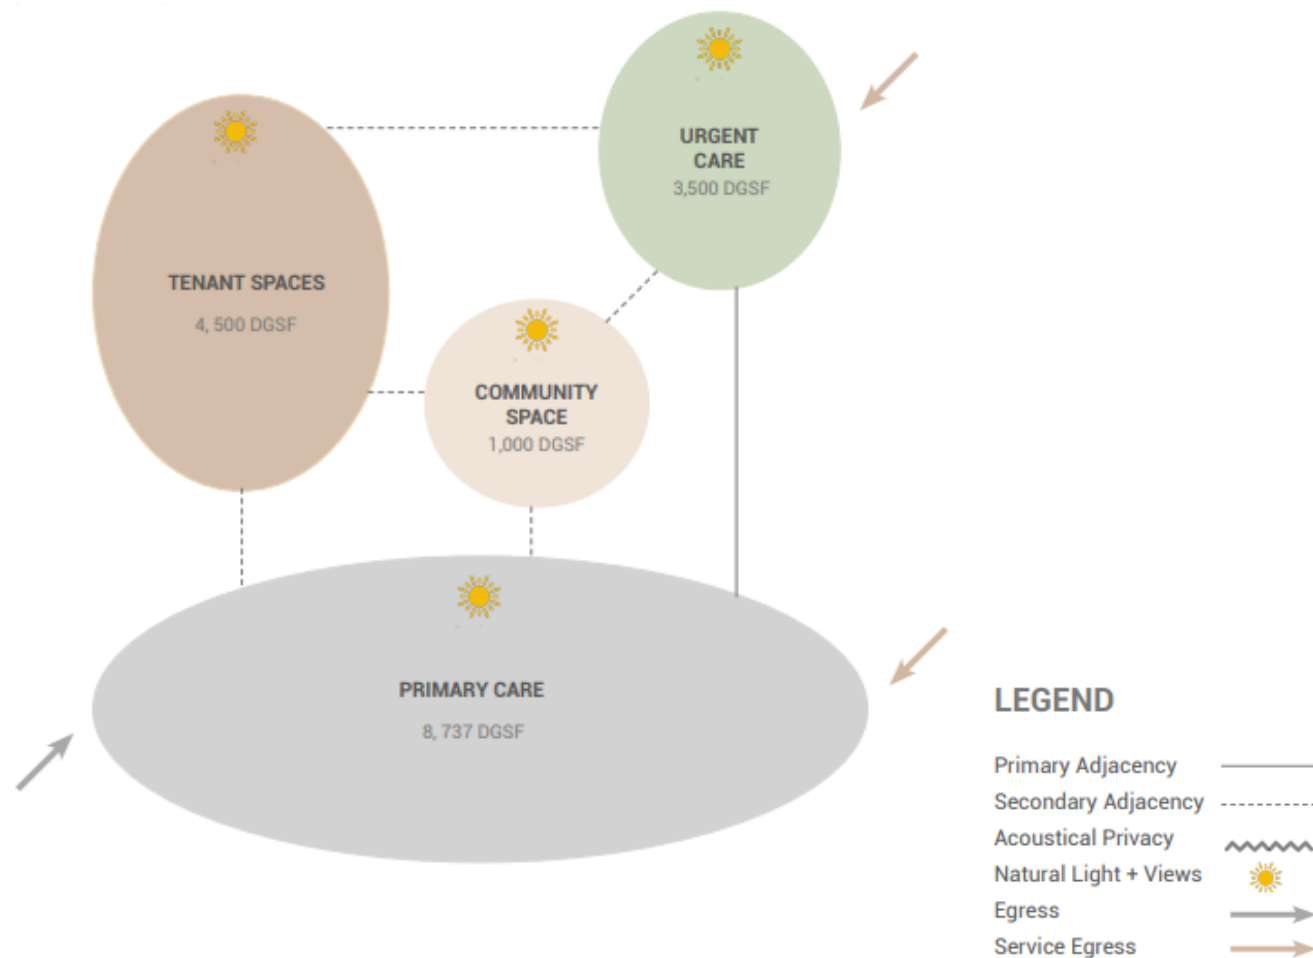 URGENT
CARE
3,500 DGSF
TENANT SPACES
4, 500 DGSF
COMMUNITY
SPACE
1,000 DGSF
PRIMARY CARE
8, 737 DGSF
LEGEND
Primary Adjacency
Secondary Adjacency
Acoustical Privacy
Natural Light + Views
Egress
Service Egress